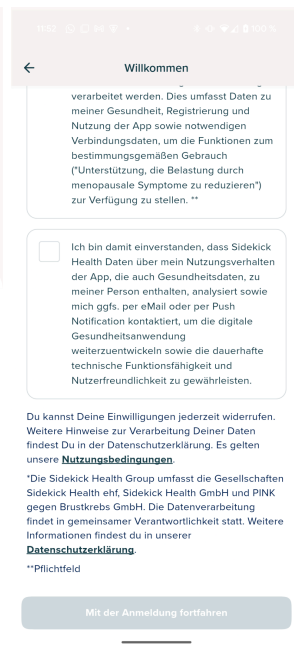 11:57
100 %
Willkommen
verarbeitet werden. Dies umfasst Daten zu
meiner Gesundheit, Registrierung und
Nutzung der App sowie notwendigen
Verbindungsdaten, um die Funktionen zum
bestimmungsgemäßen Gebrauch
("Unterstützung, die Belastung durch
menopausale Symptome zu reduzieren")
zur Verfügung zu stellen. **
Ich bin damit einverstanden, dass Sidekick
Health Daten über mein Nutzungsverhalten
der App, die auch Gesundheitsdaten, zu
meiner Person enthalten, analysiert sowie
mich ggfs. per eMail oder per Push
Notification kontaktiert, um die digitale
Gesundheitsanwendung
weiterzuentwickeln sowie die dauerhafte
technische Funktionsfähigkeit und
Nutzerfreundlichkeit zu gewährleisten.
Du kannst Deine Einwilligungen jederzeit widerrufen.
Weitere Hinweise zur Verarbeitung Deiner Daten
findest Du in der Datenschutzerklärung. Es gelten
unsere Nutzungsbedingungen.
*Die Sidekick Health Group umfasst die Gesellschaften
Sidekick Health ehf, Sidekick Health GmbH und PINK
gegen Brustkrebs GmbH. Die Datenverarbeitung
findet in gemeinsamer Verantwortlichkeit statt. Weitere
Informationen findest du in unserer
Datenschutzerklärung.
**Pflichtfeld
Mit der Anmeldung fortfahren